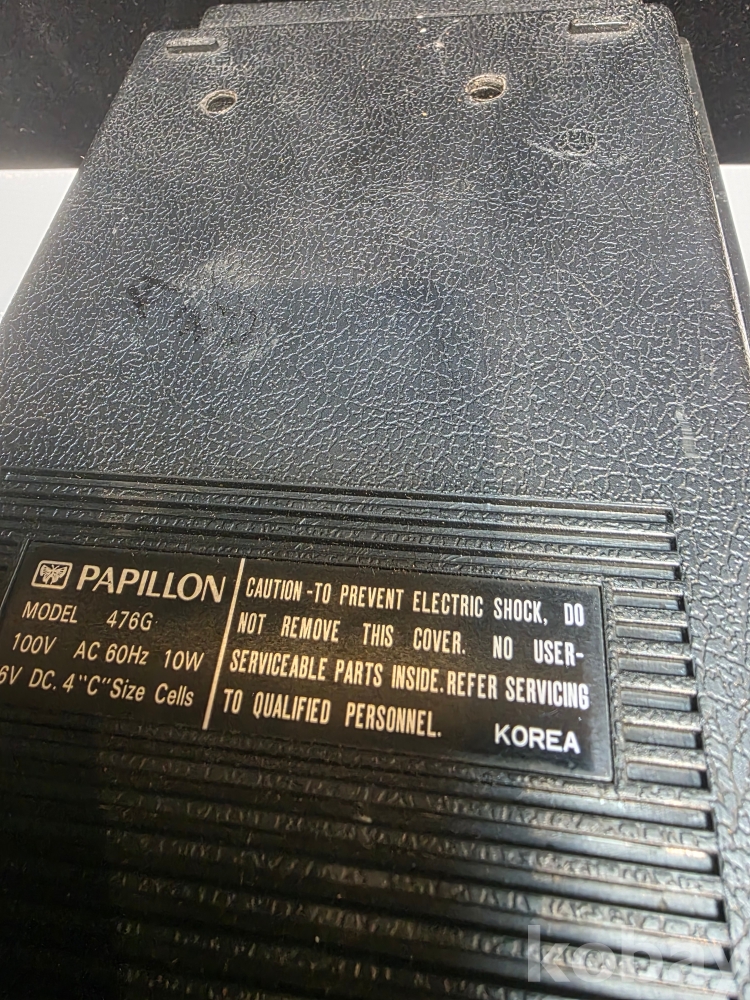 PAPILLON
MODEL 476G
100V AC 60Hz 10W
6V DC. 4 "C" Size Cells
CAUTION - TO PREVENT ELECTRIC SHOCK, DO
NOT REMOVE THIS COVER. NO USER-
SERVICEABLE PARTS INSIDE. REFER SERVICING
TO QUALIFIED PERSONNEL.
KOREA
kobay